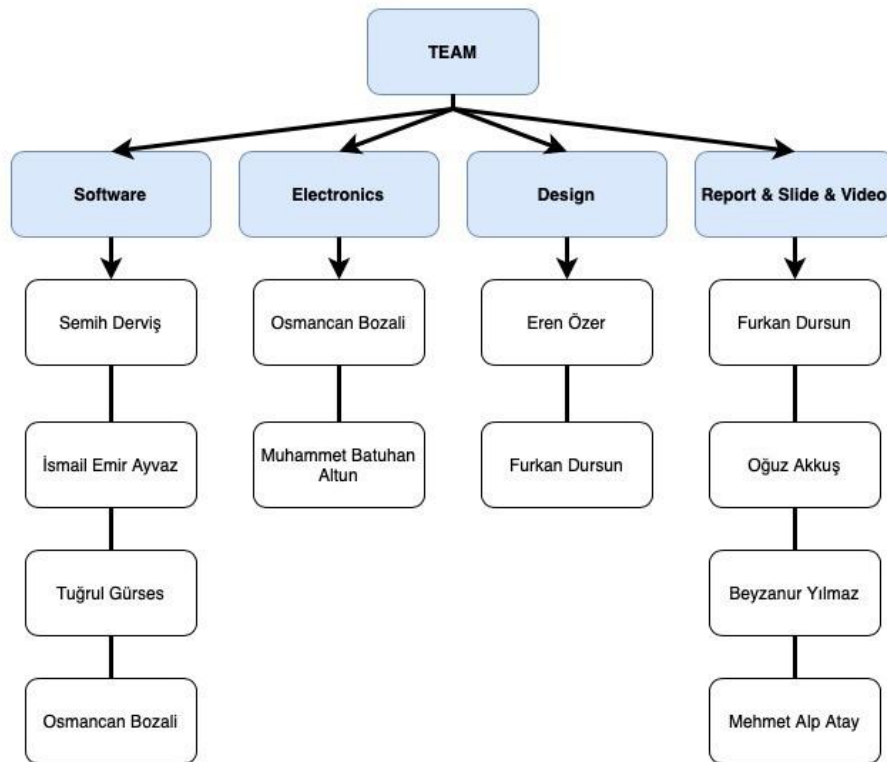 TEAM
Software
Electronics
Design
Report & Slide & Video
Semih Derviş
Osmancan Bozali
Eren Özer
Furkan Dursun
İsmail Emir Ayvaz
Muhammet Batuhan
Altun
Furkan Dursun
Oğuz Akkuş
Tuğrul Gürses
Beyzanur Yılmaz
Osmancan Bozali
Mehmet Alp Atay